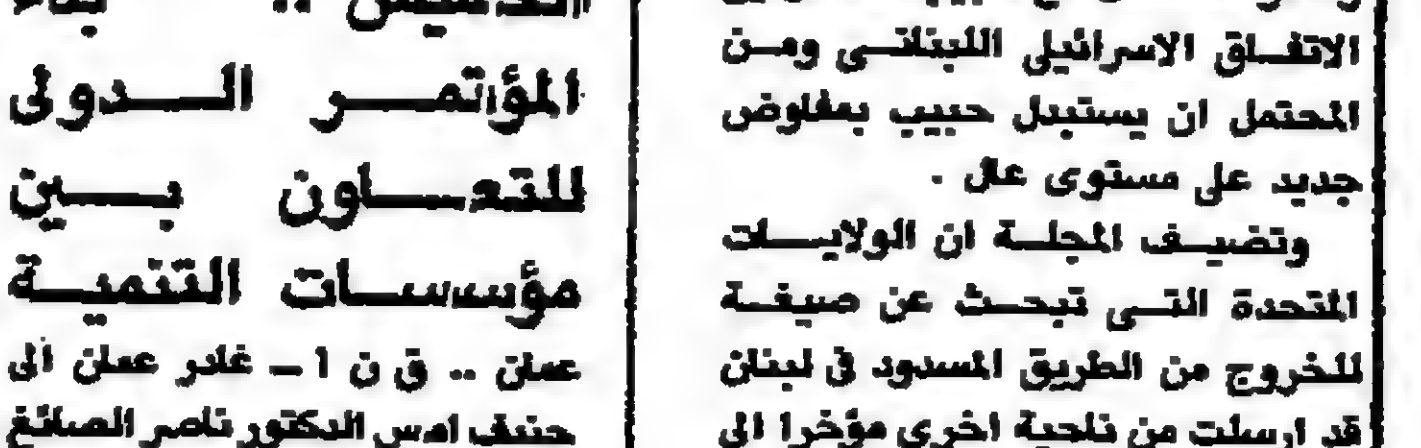 الاتفاق الاسرائيلى اللبنانى ومن
المحتمل ان يستبدل حبيب بمفاوض
جديد على مستوى عال .
وتضيف المجلة ان الولايات
المتحدة التى تبحث عن صيغة
للخروج من الطريق المسدود فى لبنان
قد ارسلت من ناحية اخرى مؤخرا الى
المؤتمر الدولى
للتعاون بين
مؤسسات التنمية
عمان .. ق ن ا ـ غادر عمان الى
جنيف امس الدكتور ناصر الصائغ